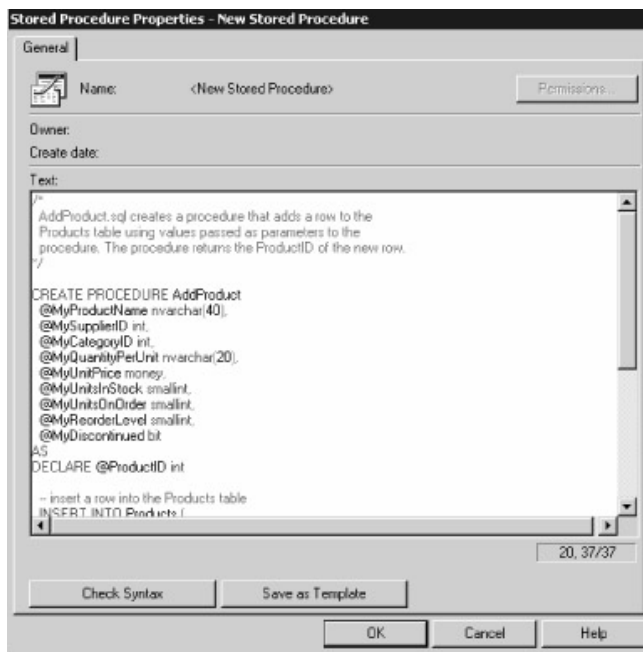 Stored Procedure Properties - New Stored Procedure
General
Name: <New Stored Procedure> Permissions...
Owner:
Create date:
Text:
/*
AddProduct.sql creates a procedure that adds a row to the
Products table using values passed as parameters to the
procedure. The procedure returns the ProductID of the new row.
*/
CREATE PROCEDURE AddProduct
@MyProductName nvarchar(40),
@MySupplierID int,
@MyCategoryID int,
@MyQuantityPerUnit nvarchar(20),
@MyUnitPrice money,
@MyUnitsInStock smallint,
@MyUnitsOnOrder smallint,
@MyReorderLevel smallint,
@MyDiscontinued bit
AS
DECLARE @ProductID int
-- insert a row into the Products table
INSERT INTO Products (
20, 37/37
Check Syntax Save as Template
OK Cancel Help